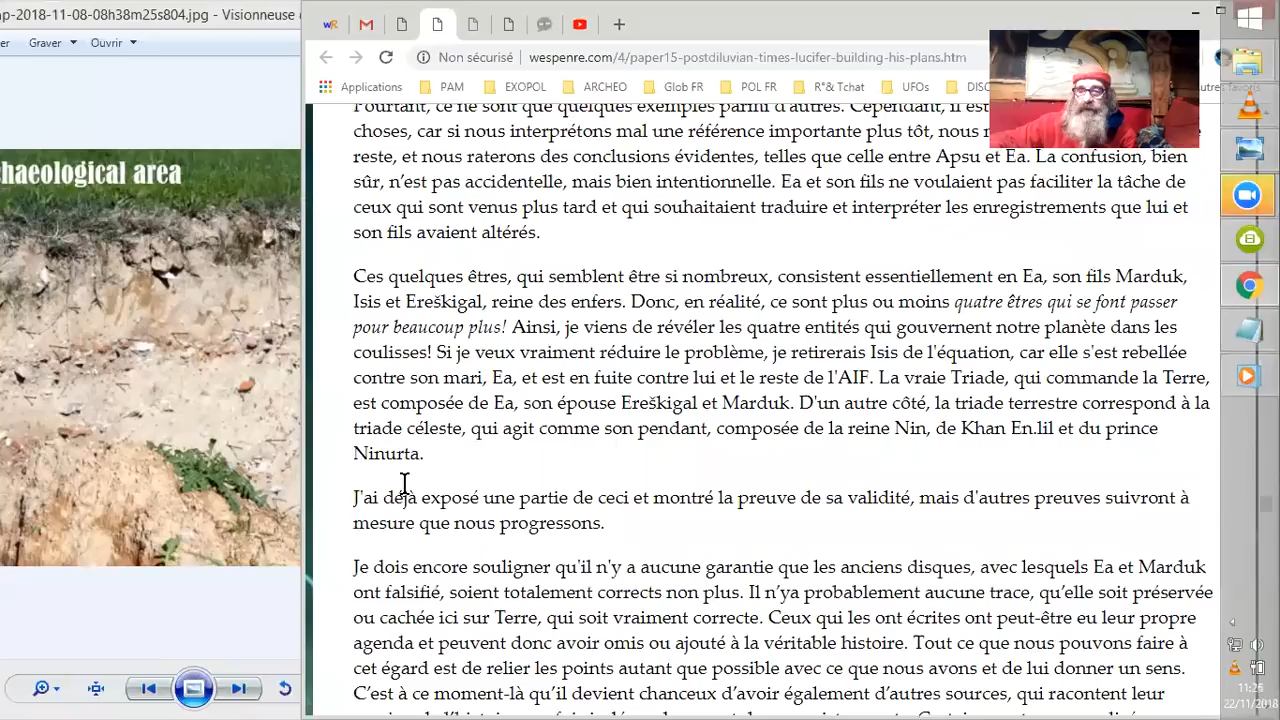 ap-2018-11-08-08h38m25s804.jpg - Visionneuse
Graver
Ouvrir
Non sécurisé
wespenre.com/4/paper15-postdiluvian-times-lucifer-building-his-plans.htm
Applications
PAM
EXOPOL
ARCHEO
Glob FR
POL FR
R"& Tchat
UFOs
chaeological area
Pourtant, ce ne sont que quelques exemples parmi d'autres. Cependant, il est
choses, car si nous interprétons mal une référence importante plus tôt, nous
reste, et nous raterons des conclusions évidentes, telles que celle entre Apsu et Ea. La confusion, bien
sûr, n'est pas accidentelle, mais bien intentionnelle. Ea et son fils ne voulaient pas faciliter la tâche de
ceux qui sont venus plus tard et qui souhaitaient traduire et interpréter les enregistrements que lui et
son fils avaient altérés.
Ces quelques êtres, qui semblent être si nombreux, consistent essentiellement en Ea, son fils Marduk,
Isis et Ereškigal, reine des enfers. Donc, en réalité, ce sont plus ou moins quatre êtres qui se font passer
pour beaucoup plus! Ainsi, je viens de révéler les quatre entités qui gouvernent notre planète dans les
coulisses! Si je veux vraiment réduire le problème, je retirerais Isis de l'équation, car elle s'est rebellée
contre son mari, Ea, et est en fuite contre lui et le reste de l'AIF. La vraie Triade, qui commande la Terre,
est composée de Ea, son épouse Ereškigal et Marduk. D'un autre côté, la triade terrestre correspond à la
triade céleste, qui agit comme son pendant, composée de la reine Nin, de Khan En.lil et du prince
Ninurta.
J'ai déjà exposé une partie de ceci et montré la preuve de sa validité, mais d'autres preuves suivront à
mesure que nous progressons.
Je dois encore souligner qu'il n'y a aucune garantie que les anciens disques, avec lesquels Ea et Marduk
ont falsifié, soient totalement corrects non plus. Il n'ya probablement aucune trace, qu'elle soit préservée
ou cachée ici sur Terre, qui soit vraiment correcte. Ceux qui les ont écrites ont peut-être eu leur propre
agenda et peuvent donc avoir omis ou ajouté à la véritable histoire. Tout ce que nous pouvons faire à
cet égard est de relier les points autant que possible avec ce que nous avons et de lui donner un sens.
C'est à ce moment-là qu'il devient chanceux d'avoir également d'autres sources, qui racontent leur
22/11/2018